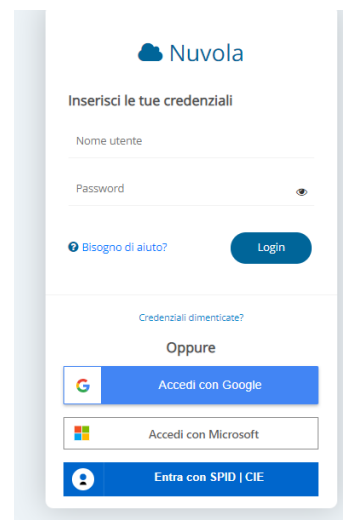 Nuvola
Inserisci le tue credenziali
Nome utente
Password
Bisogno di aiuto?
Login
Credenziali dimenticate?
Oppure
Accedi con Google
Accedi con Microsoft
Entra con SPID | CIE